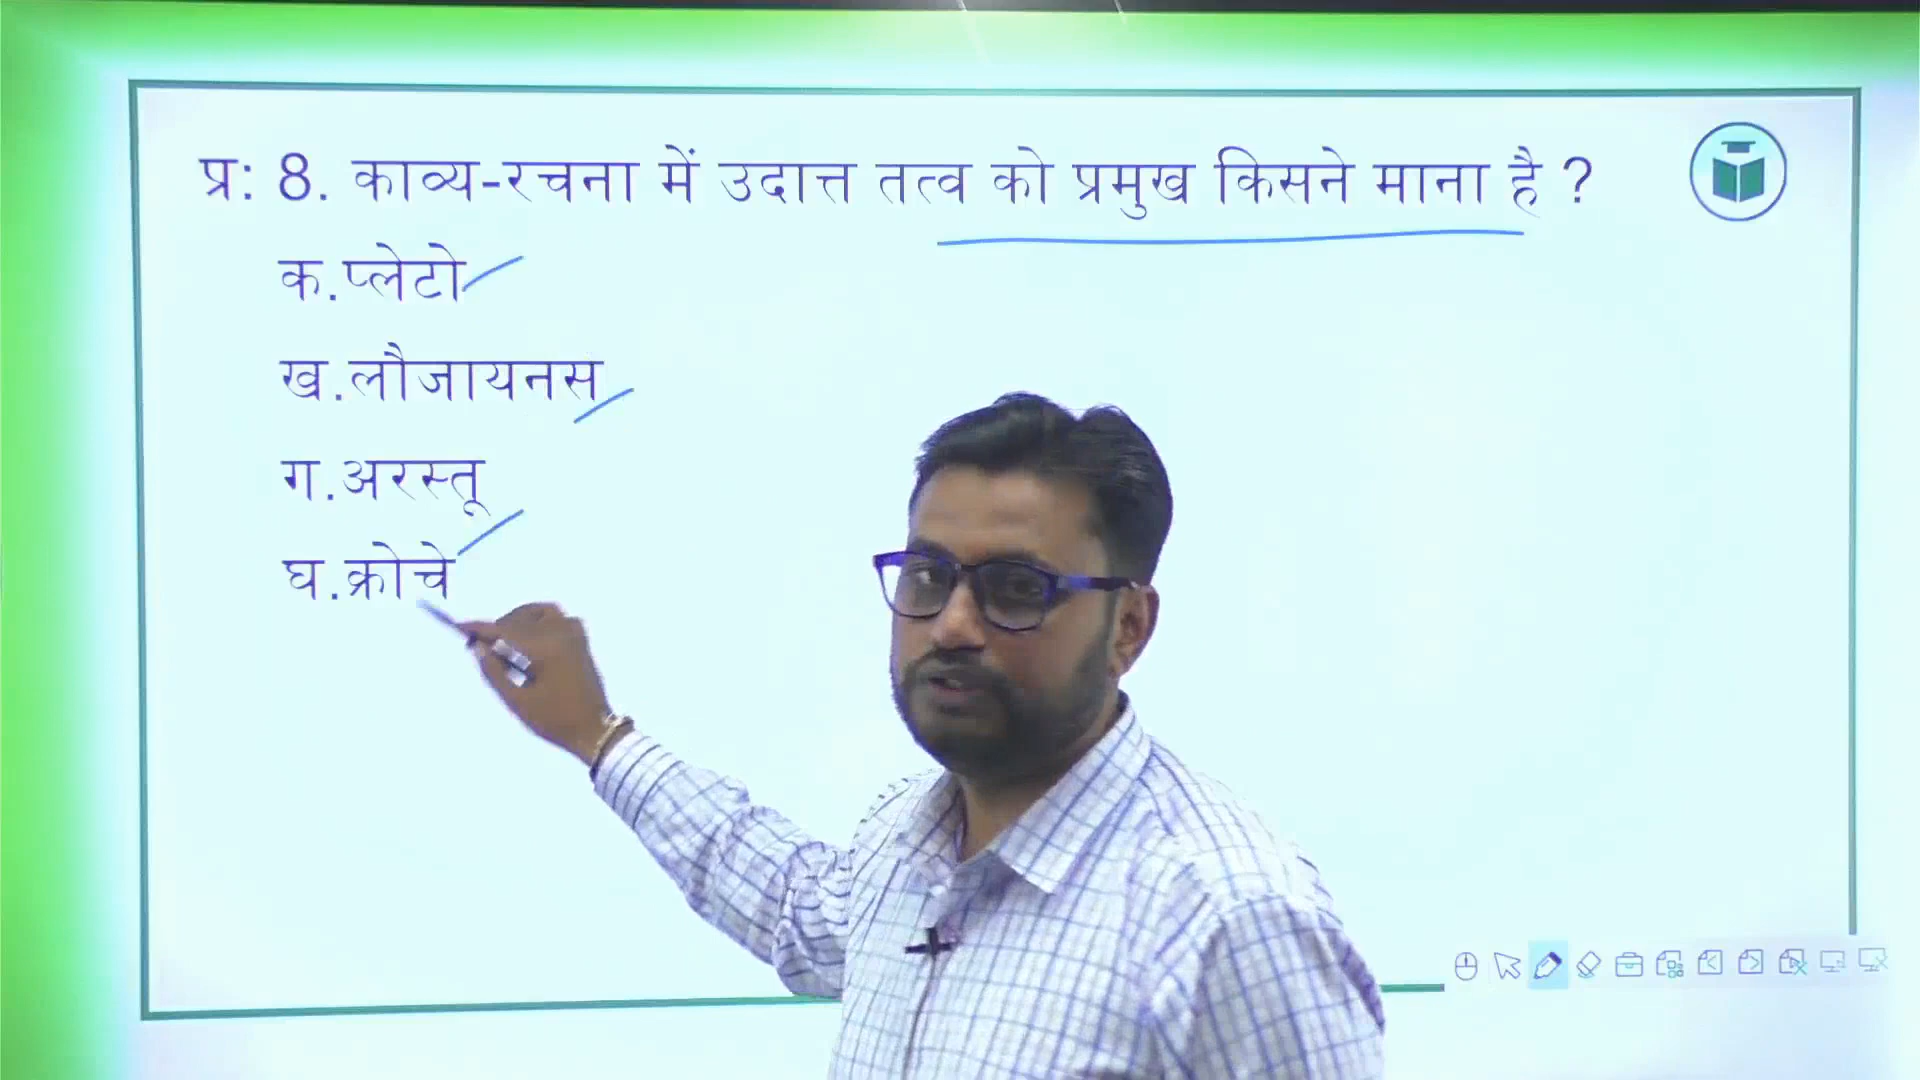 प्र: 8. काव्य-रचना में उदात्त तत्व को प्रमुख किसने माना है ?
क.प्लेटो
ख.लौजायनस
ग.अरस्तू
घ.क्रोचे